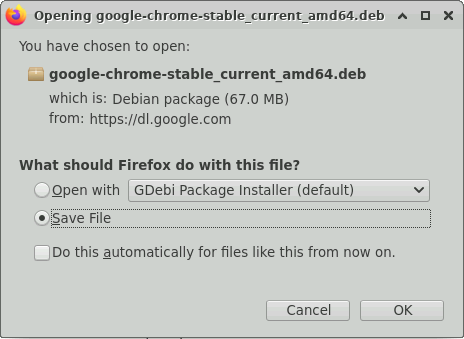 Opening google-chrome-stable_current_amd64.deb
You have chosen to open:
google-chrome-stable_current_amd64.deb
which is: Debian package (67.0 MB)
from: https://dl.google.com
What should Firefox do with this file?
Open with GDebi Package Installer (default)
Save File
Do this automatically for files like this from now on.
Cancel OK